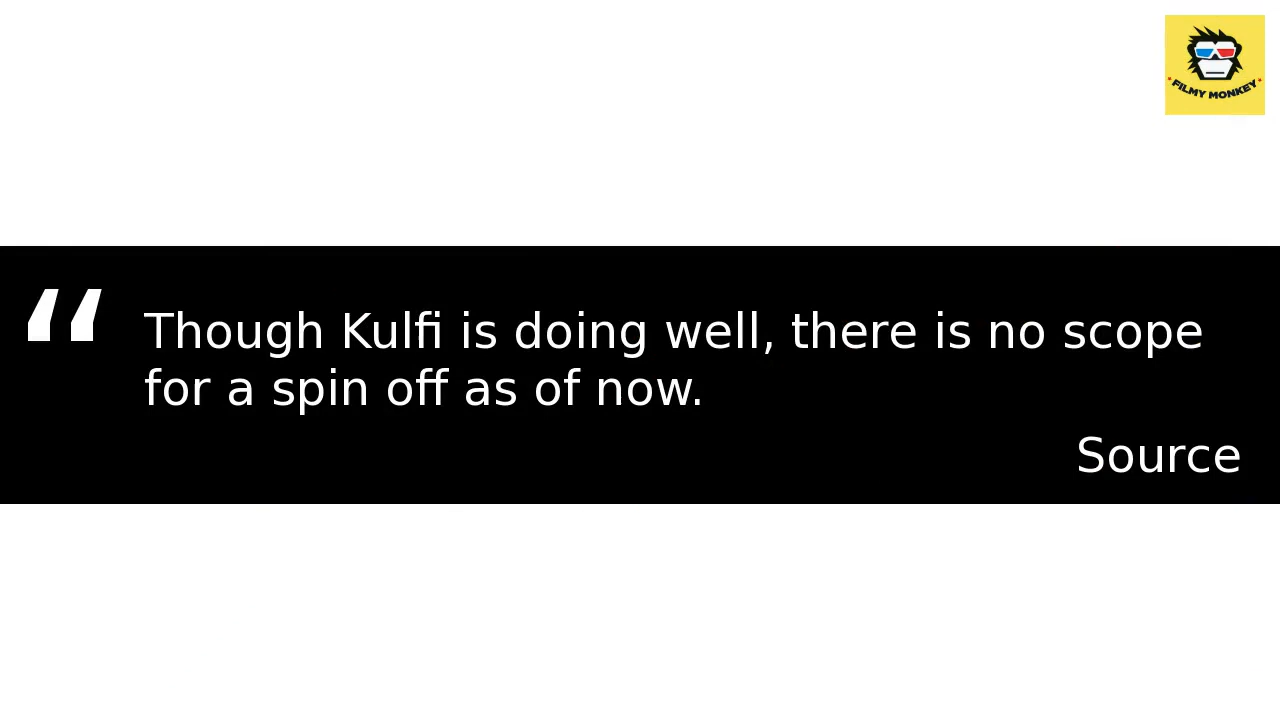 FILMY MONKEY
“
Though Kulfi is doing well, there is no scope
for a spin off as of now.
Source